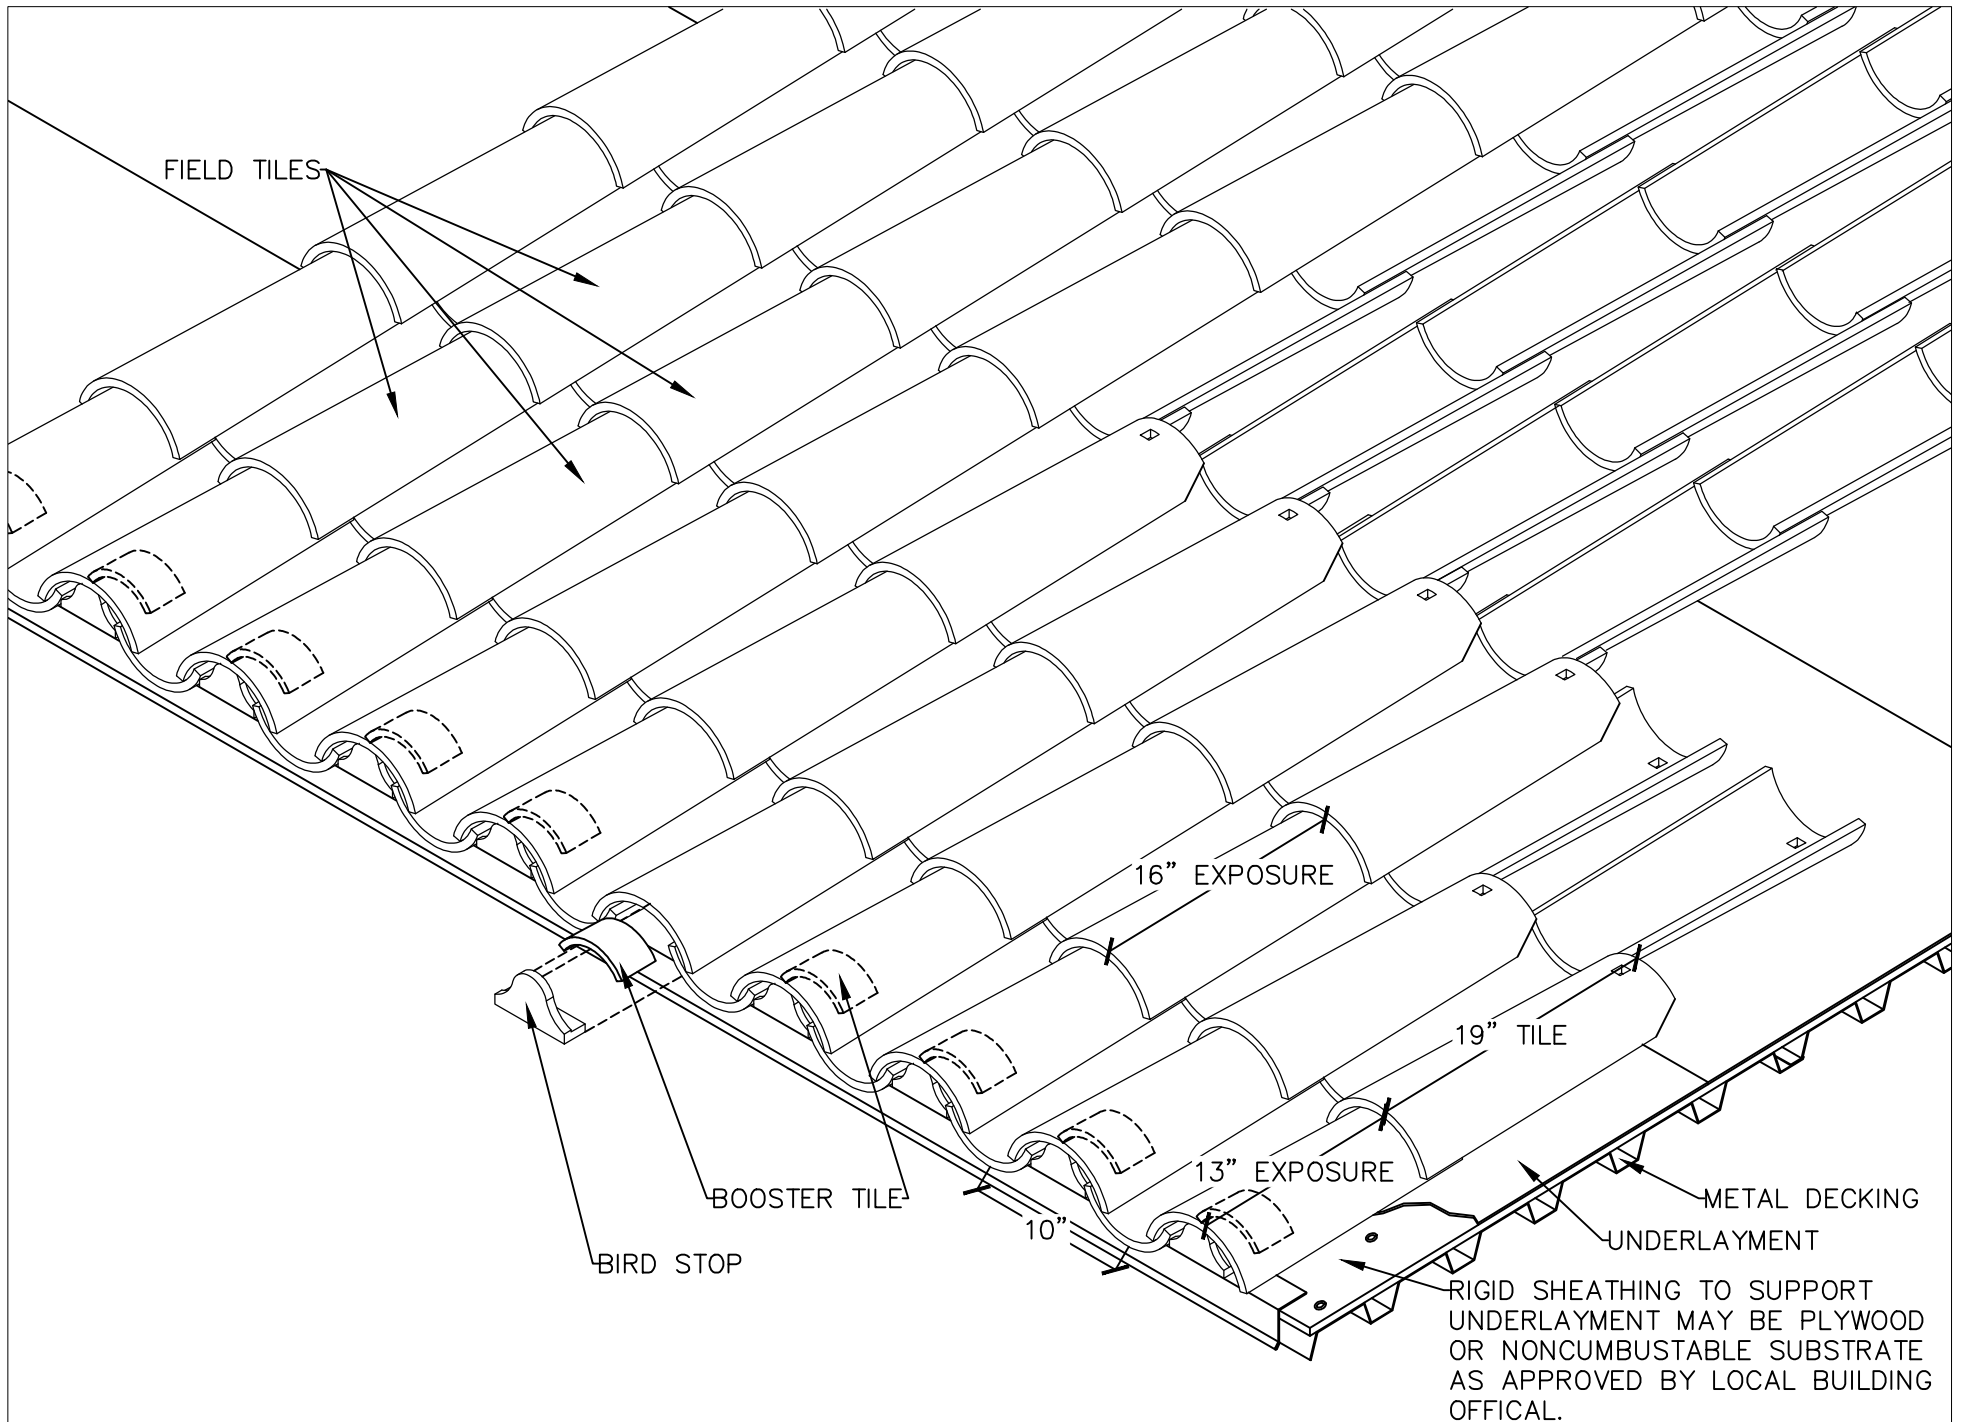 FIELD TILES
16” EXPOSURE
19” TILE
13” EXPOSURE
10”
BOOSTER TILE
BIRD STOP
METAL DECKING
UNDERLAYMENT
RIGID SHEATHING TO SUPPORT
UNDERLAYMENT MAY BE PLYWOOD
OR NONCUMBUSTABLE SUBSTRATE
AS APPROVED BY LOCAL BUILDING
OFFICAL.